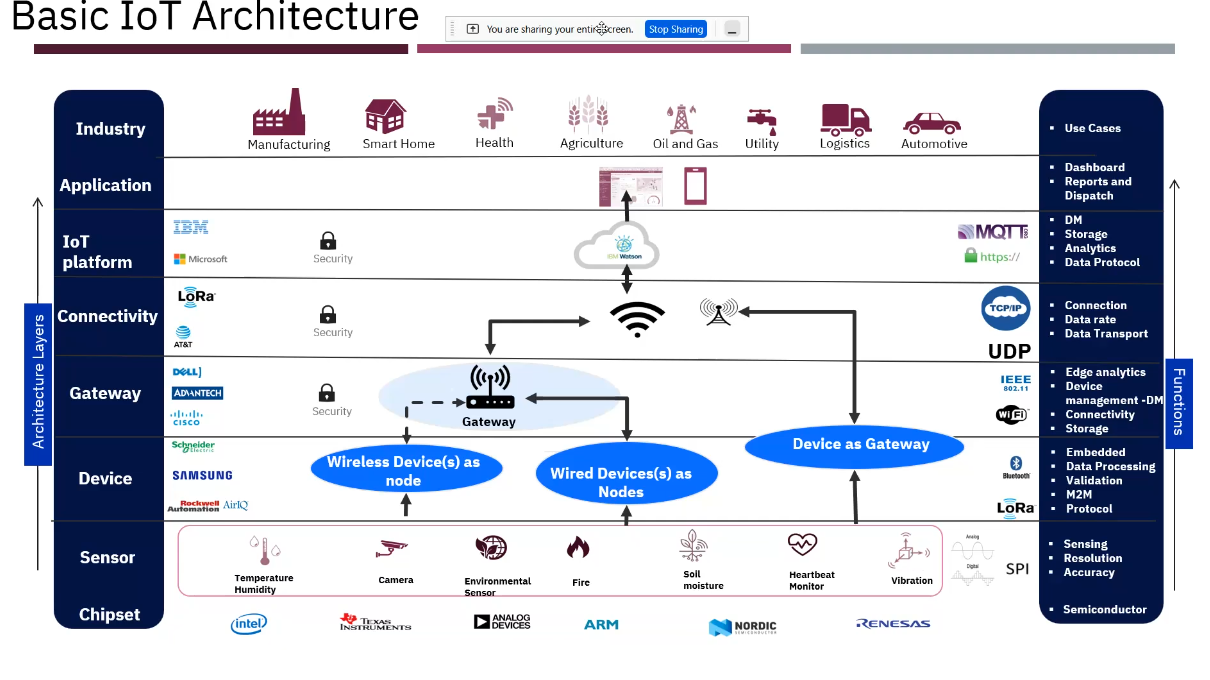 Basic IoT Architecture
You are sharing your entire screen.
Stop Sharing
Industry
Manufacturing
Smart Home
Health
Agriculture
Oil and Gas
Utility
Logistics
Automotive
Use Cases
Application
Dashboard
Reports and
Dispatch
IoT
platform
IBM
Microsoft
Security
IBM Watson
MQTT
https://
DM
Storage
Analytics
Data Protocol
Connectivity
LoRa
AT&T
Security
TCP/IP
UDP
Connection
Data rate
Data Transport
Gateway
DELL
ADVANTECH
CISCO
Security
Gateway
IEEE
802.11
WiFi
Edge analytics
Device
management -DM
Connectivity
Storage
Device
Schneider
Electric
SAMSUNG
Rockwell
Automation
AirIQ
Wireless Device(s) as
node
Wired Devices(s) as
Nodes
Device as Gateway
Bluetooth
LoRa
Embedded
Data Processing
Validation
M2M
Protocol
Sensor
Temperature
Humidity
Camera
Environmental
Sensor
Fire
Soil
moisture
Heartbeat
Monitor
Vibration
Analog
Digital
SPI
Sensing
Resolution
Accuracy
Chipset
intel
TEXAS
INSTRUMENTS
ANALOG
DEVICES
ARM
NORDIC
SEMICONDUCTOR
RENESAS
Semiconductor
Architecture Layers
Functions